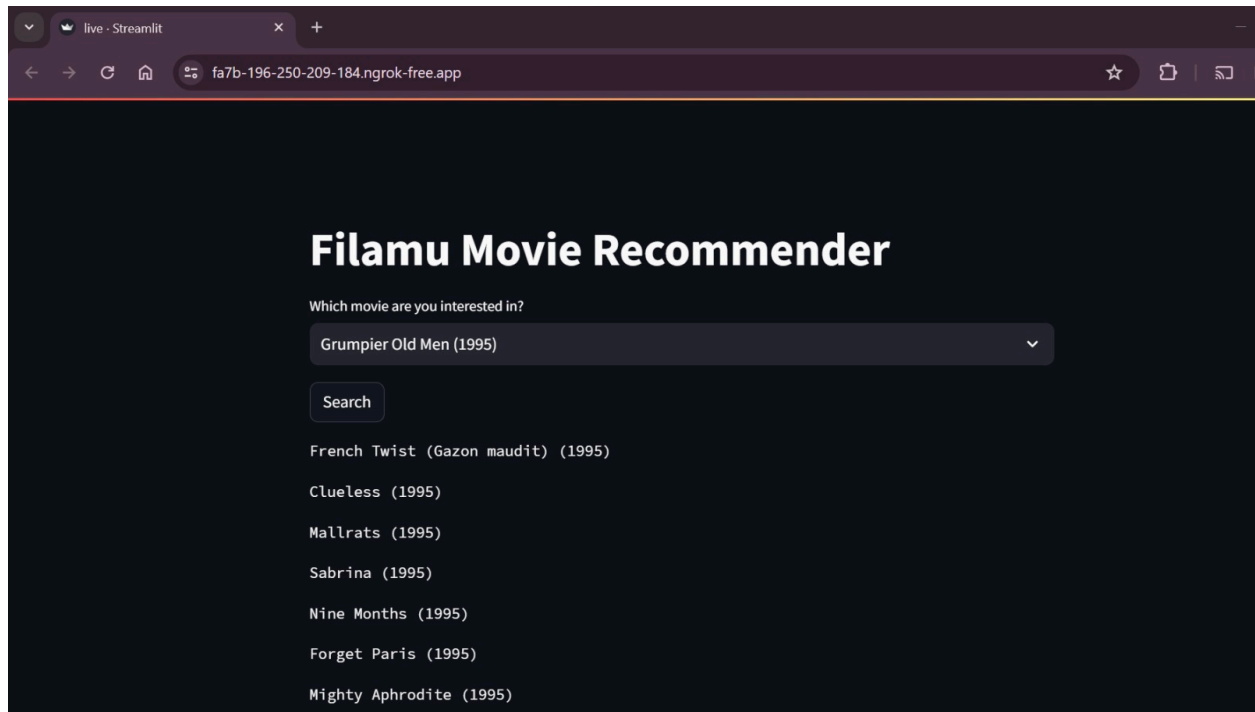 live · Streamlit
fa7b-196-250-209-184.ngrok-free.app
Filamu Movie Recommender
Which movie are you interested in?
Grumpier Old Men (1995)
Search
French Twist (Gazon maudit) (1995)
Clueless (1995)
Mallrats (1995)
Sabrina (1995)
Nine Months (1995)
Forget Paris (1995)
Mighty Aphrodite (1995)